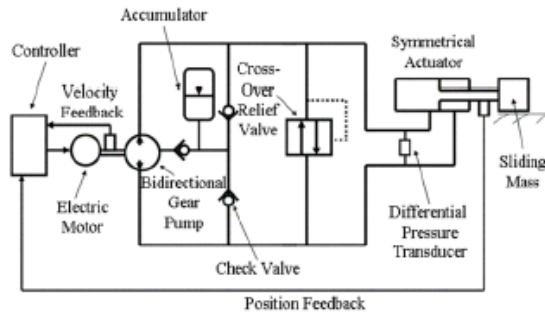 Accumulator
Controller
Velocity
Feedback
Cross-
Over
Relief
Valve
Symmetrical
Actuator
Electric
Motor
Bidirectional
Gear
Pump
Check Valve
Differential
Pressure
Transducer
Sliding
Mass
Position Feedback